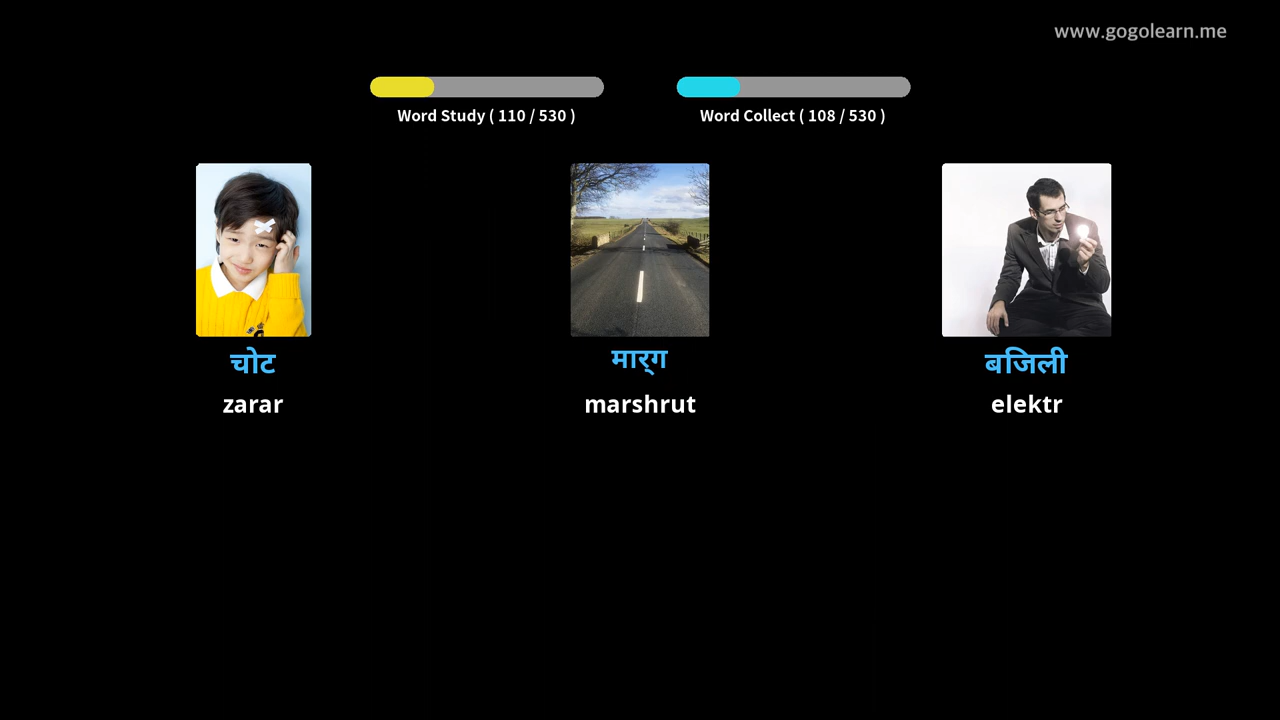 www.gogolearn.me
Word Study ( 110 / 530 )
Word Collect ( 108 / 530 )
चोट
मार्‌ग
बजिली
zarar
marshrut
elektr